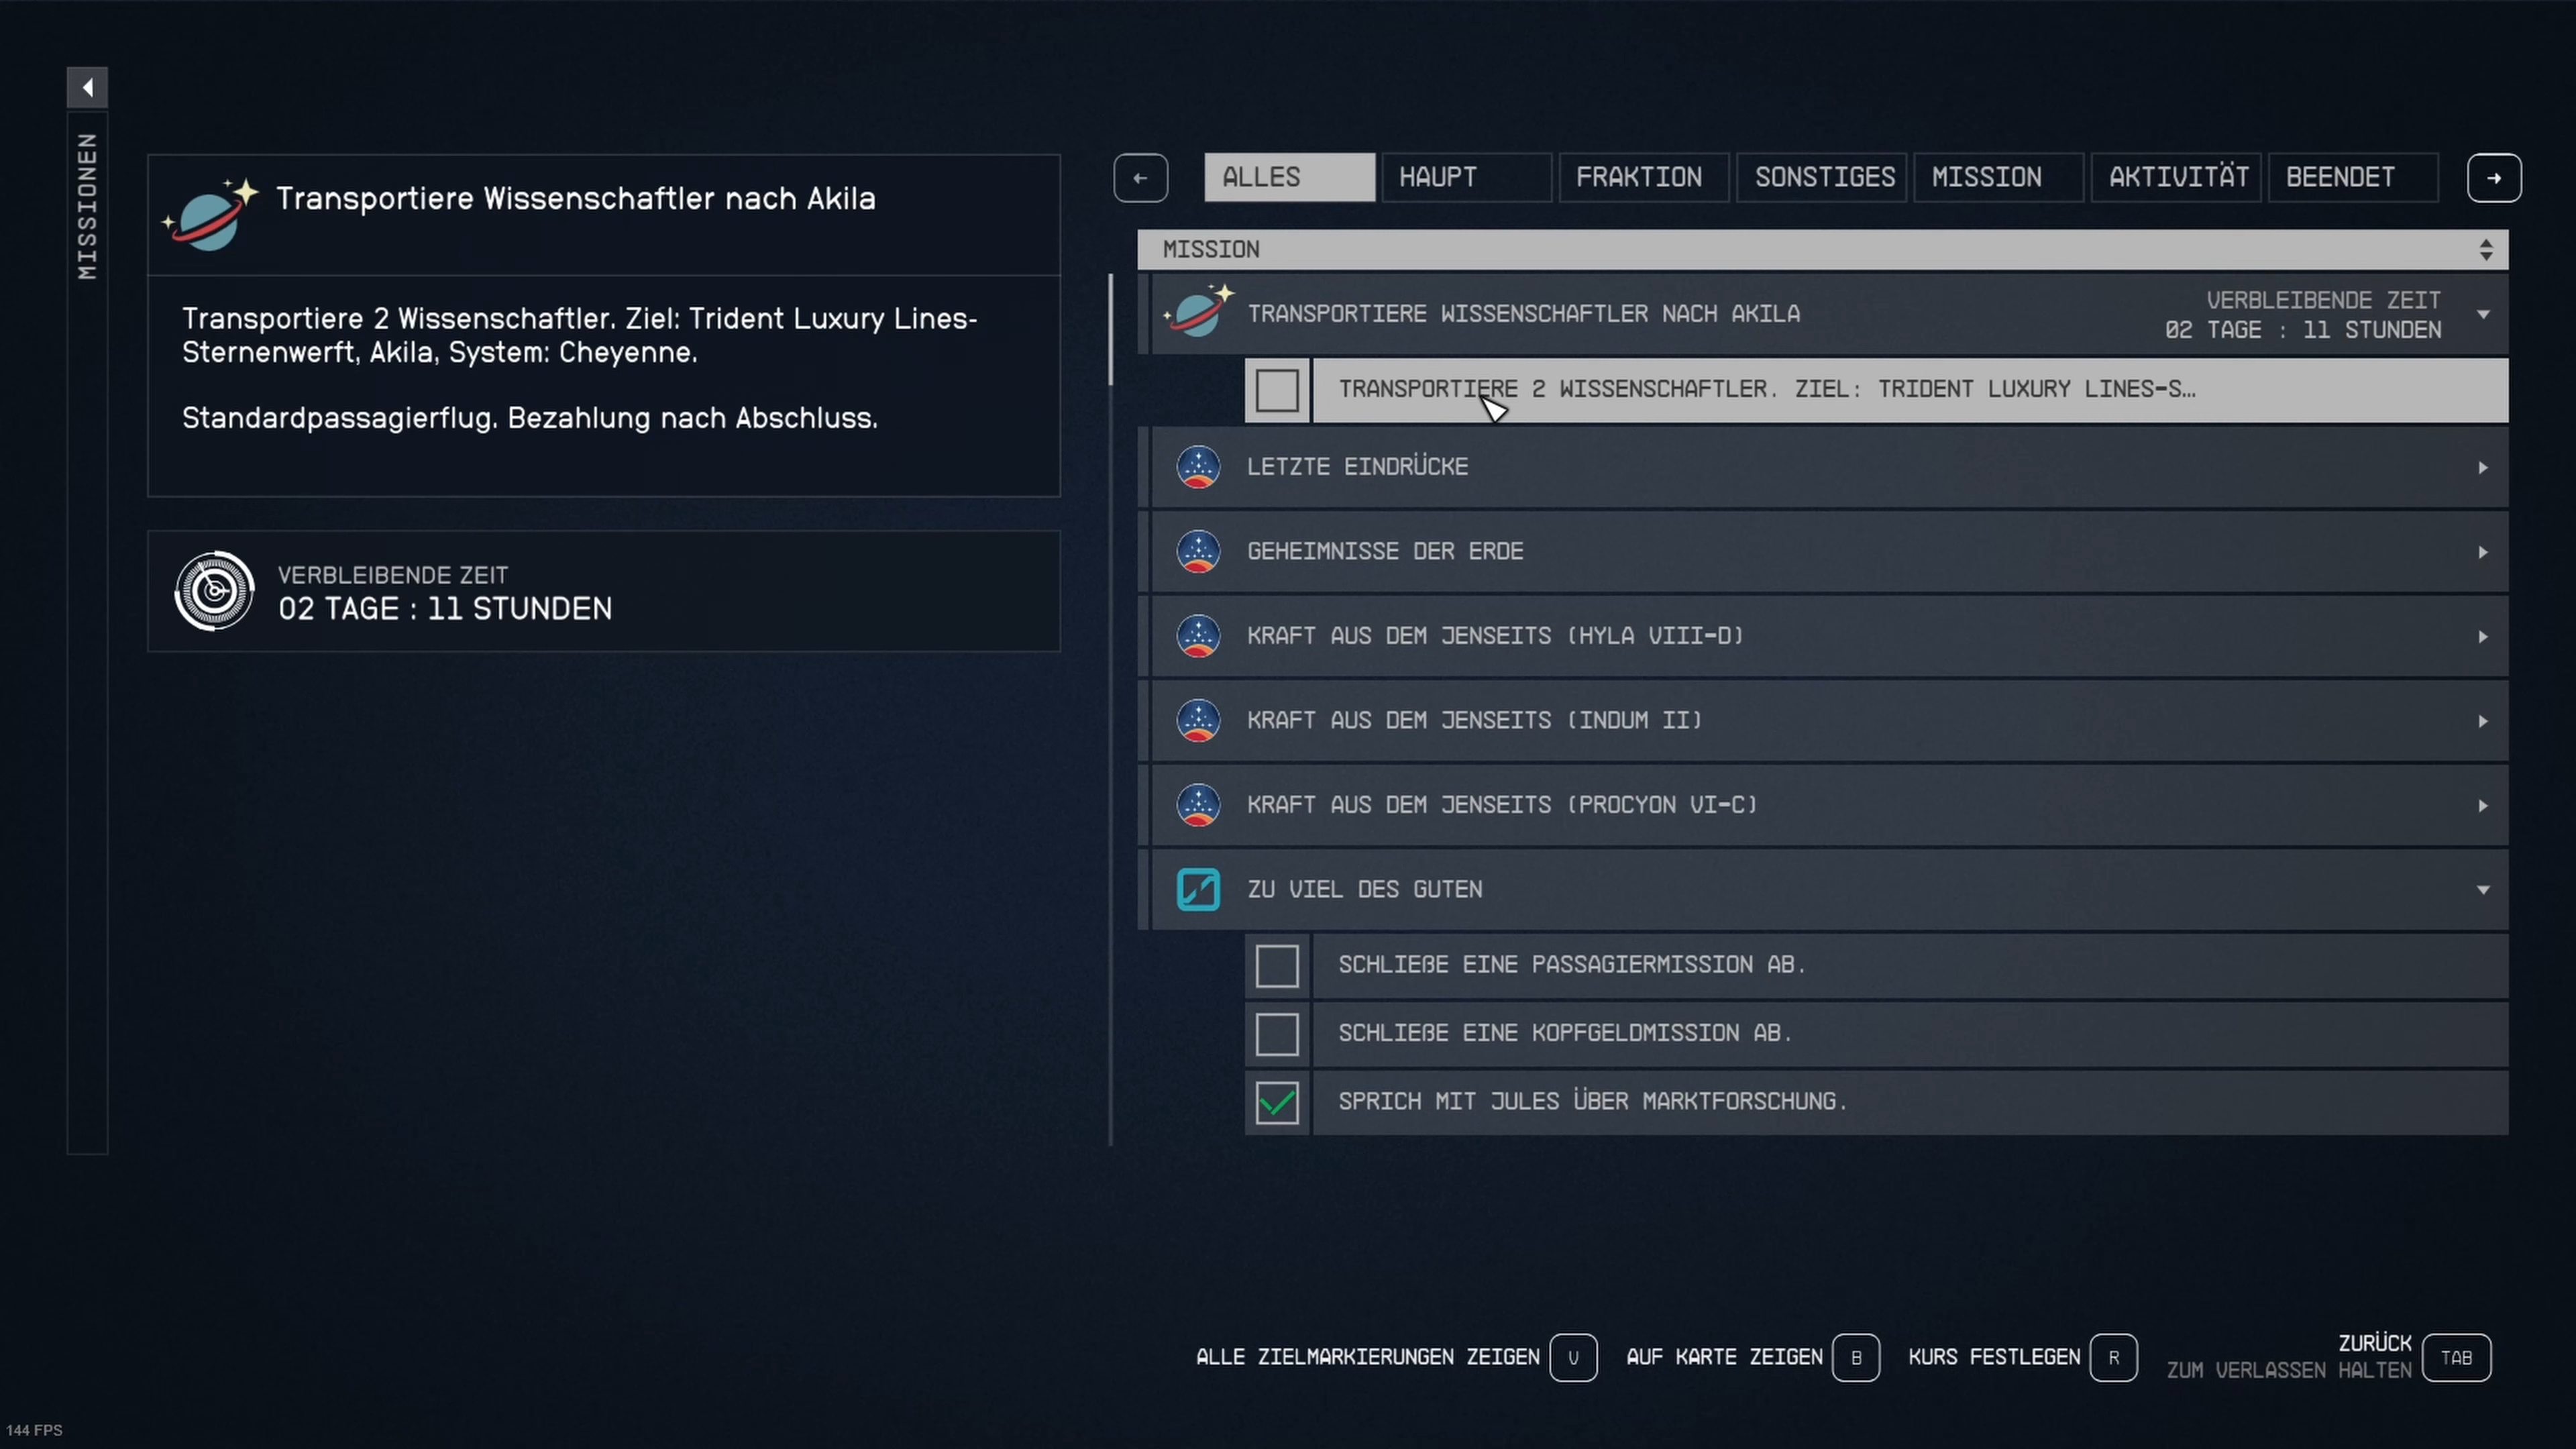 MISSIONEN
Transportiere Wissenschaftler nach Akila
Transportiere 2 Wissenschaftler. Ziel: Trident Luxury Lines-
Sternenwerft, Akila, System: Cheyenne.
Standardpassagierflug. Bezahlung nach Abschluss.
VERBLEIBENDE ZEIT
02 TAGE : 11 STUNDEN
ALLES HAUPT FRAKTION SONSTIGES MISSION AKTIVITÄT BEENDET
MISSION
TRANSPORTIERE WISSENSCHAFTLER NACH AKILA
VERBLEIBENDE ZEIT
02 TAGE : 11 STUNDEN
TRANSPORTIERE 2 WISSENSCHAFTLER. ZIEL: TRIDENT LUXURY LINES-S...
LETZTE EINDRÜCKE
GEHEIMNISSE DER ERDE
KRAFT AUS DEM JENSEITS (HYLA VIII-D)
KRAFT AUS DEM JENSEITS (INDUM II)
KRAFT AUS DEM JENSEITS (PROCYON VI-C)
ZU VIEL DES GUTEN
SCHLIEẞE EINE PASSAGIERMISSION AB.
SCHLIEẞE EINE KOPFGELDMISSION AB.
SPRICH MIT JULES ÜBER MARKTFORSCHUNG.
ALLE ZIELMARKIERUNGEN ZEIGEN V AUF KARTE ZEIGEN B KURS FESTLEGEN R ZURÜCK TAB
ZUM VERLASSEN HALTEN
144 FPS